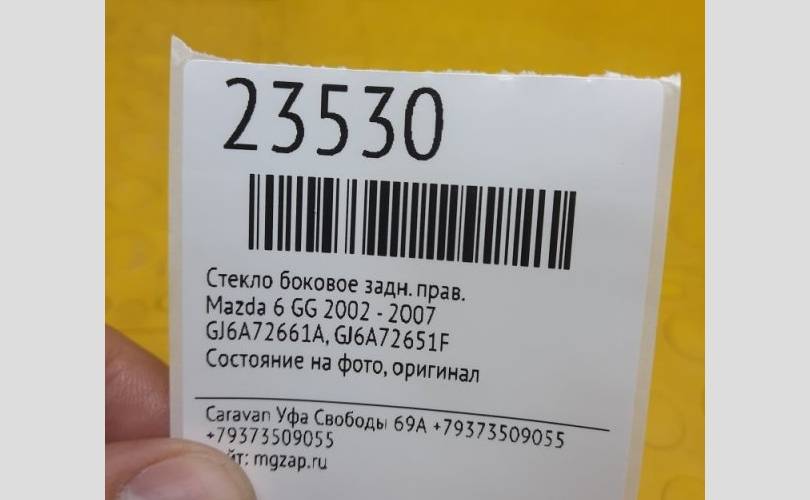 23530
Стекло боковое задн. прав.
Mazda 6 GG 2002 - 2007
GJ6A72661A, GJ6A72651F
Состояние на фото, оригинал
Caravan Уфа Свободы 69А +79373509055
+79373509055
mgzap.ru